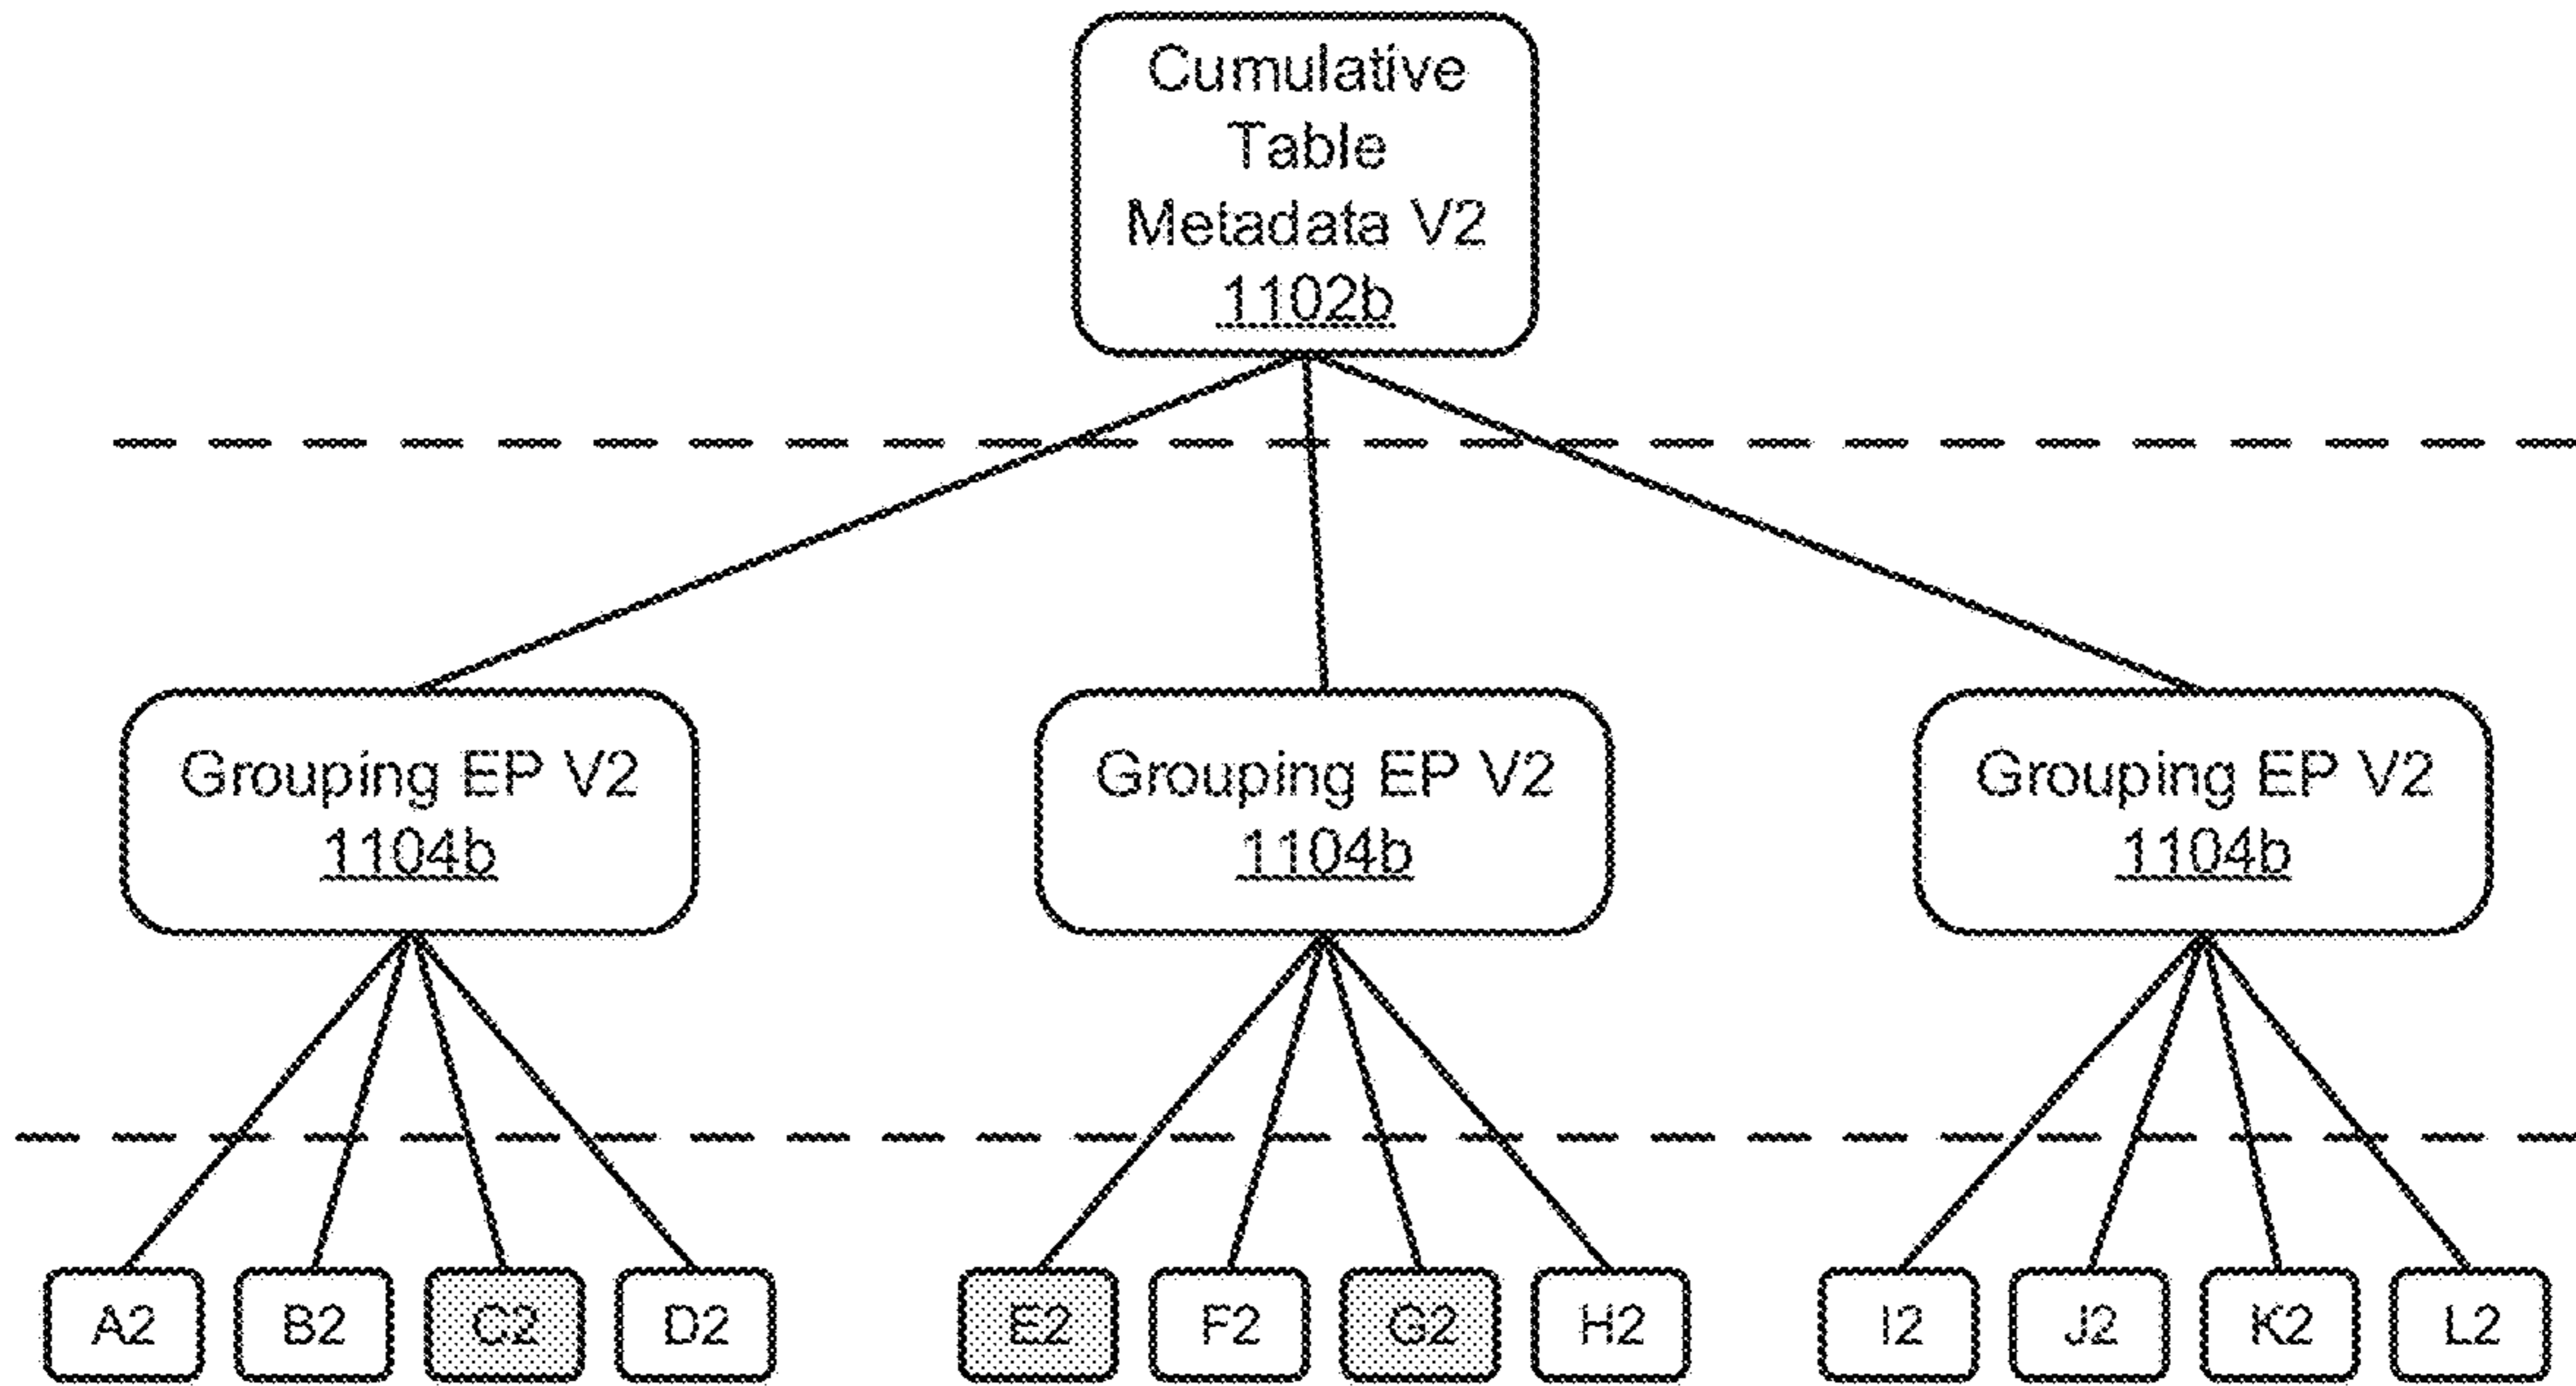 Cumulative
Table
Metadata V2
1102b
Grouping EP V2
1104b
Grouping EP V2
1104b
Grouping EP V2
1104b
A2
B2
C2
D2
E2
F2
G2
H2
I2
J2
K2
L2